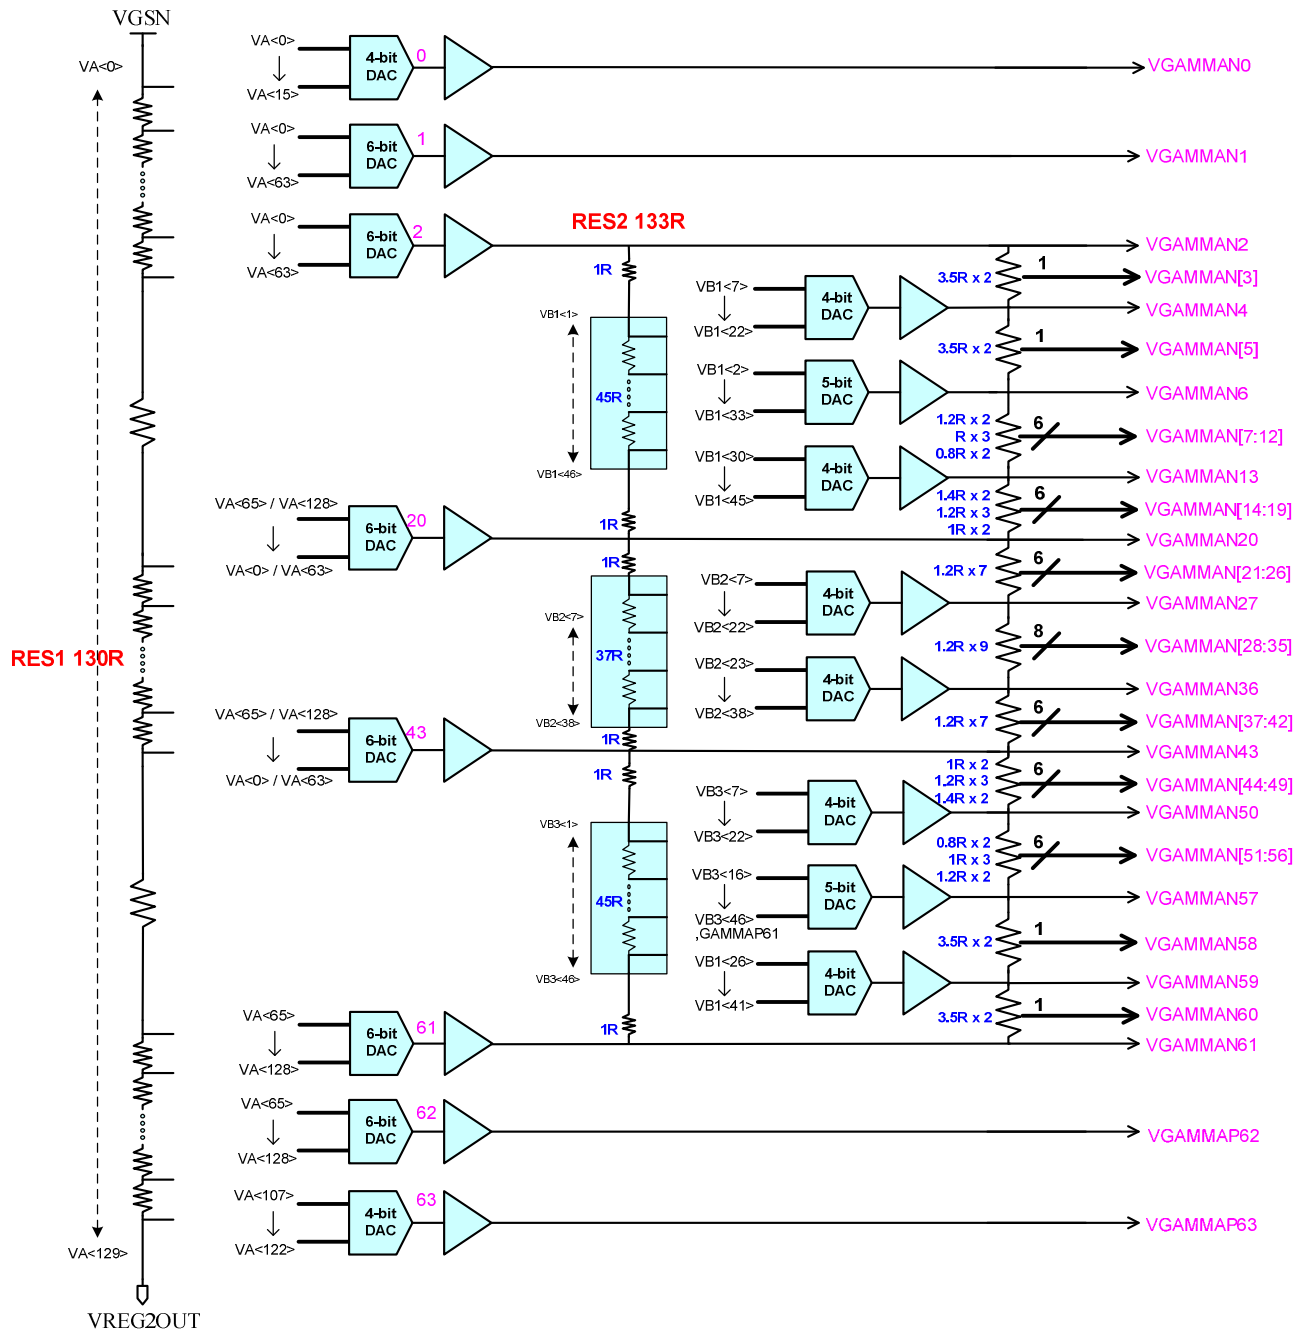 VGSN
VA<0>
RES1 130R
VA<129>
VREG2OUT
VA<0>
VA<15>
4-bit
DAC
0
VGAMMAN0
VA<0>
VA<63>
6-bit
DAC
1
VGAMMAN1
VA<0>
VA<63>
6-bit
DAC
2
RES2 133R
VGAMMAN2
1R
VB1<1>
45R
VB1<46>
1R
3.5R x 2
1
VGAMMAN[3]
VB1<7>
VB1<22>
4-bit
DAC
VGAMMAN4
3.5R x 2
1
VGAMMAN[5]
VB1<2>
VB1<33>
5-bit
DAC
VGAMMAN6
1.2R x 2
R x 3
0.8R x 2
6
VGAMMAN[7:12]
VB1<30>
VB1<45>
4-bit
DAC
VGAMMAN13
1.4R x 2
1.2R x 3
1R x 2
6
VGAMMAN[14:19]
VA<65> / VA<128>
VA<0> / VA<63>
6-bit
DAC
20
VGAMMAN20
1R
VB2<7>
37R
VB2<38>
1R
1.2R x 7
6
VGAMMAN[21:26]
VB2<7>
VB2<22>
4-bit
DAC
VGAMMAN27
1.2R x 9
8
VGAMMAN[28:35]
VB2<23>
VB2<38>
4-bit
DAC
VGAMMAN36
1.2R x 7
6
VGAMMAN[37:42]
VA<65> / VA<128>
VA<0> / VA<63>
6-bit
DAC
43
VGAMMAN43
1R
VB3<1>
45R
VB3<46>
1R
1R x 2
1.2R x 3
1.4R x 2
6
VGAMMAN[44:49]
VB3<7>
VB3<22>
4-bit
DAC
VGAMMAN50
0.8R x 2
1R x 3
1.2R x 2
6
VGAMMAN[51:56]
VB3<16>
VB3<46>
,GAMMAP61
5-bit
DAC
VGAMMAN57
3.5R x 2
1
VGAMMAN58
VB1<26>
VB1<41>
4-bit
DAC
VGAMMAN59
3.5R x 2
1
VGAMMAN60
VA<65>
VA<128>
6-bit
DAC
61
VGAMMAN61
VA<65>
VA<128>
6-bit
DAC
62
VGAMMAP62
VA<107>
VA<122>
4-bit
DAC
63
VGAMMAP63